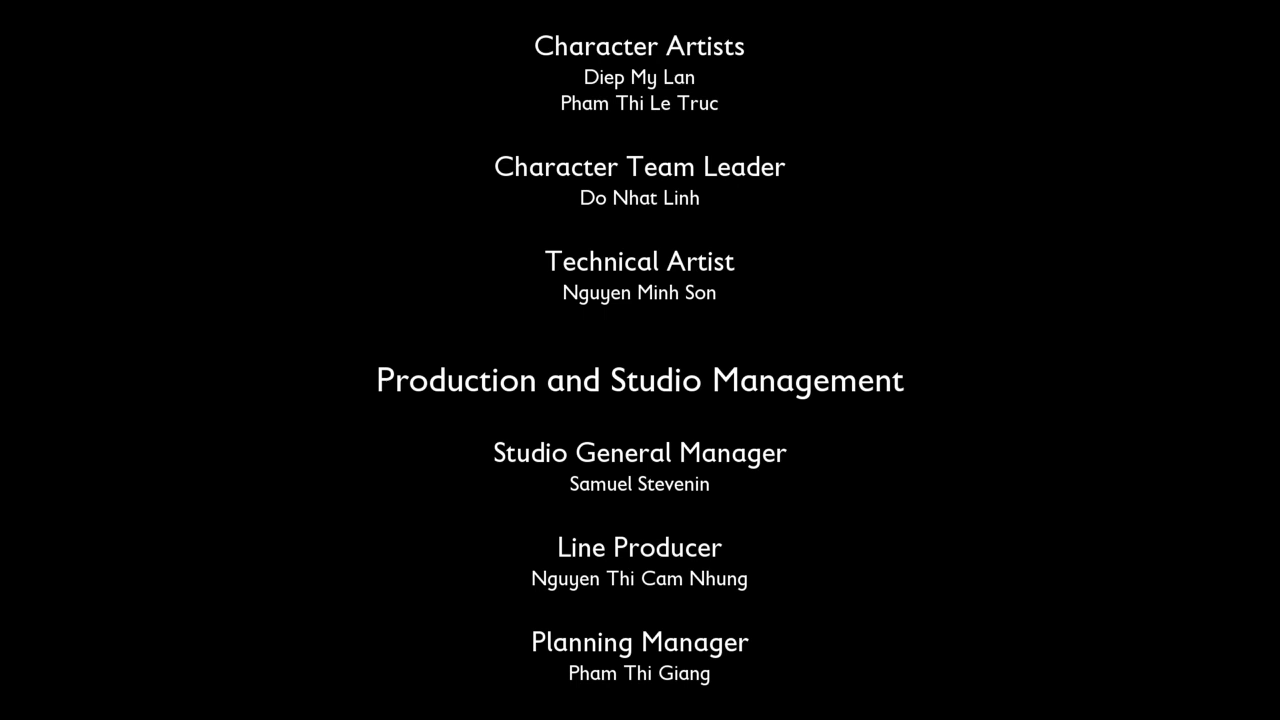 Character Artists
Diep My Lan
Pham Thi Le Truc
Character Team Leader
Do Nhat Linh
Technical Artist
Nguyen Minh Son
Production and Studio Management
Studio General Manager
Samuel Stevenin
Line Producer
Nguyen Thi Cam Nhung
Planning Manager
Pham Thi Giang